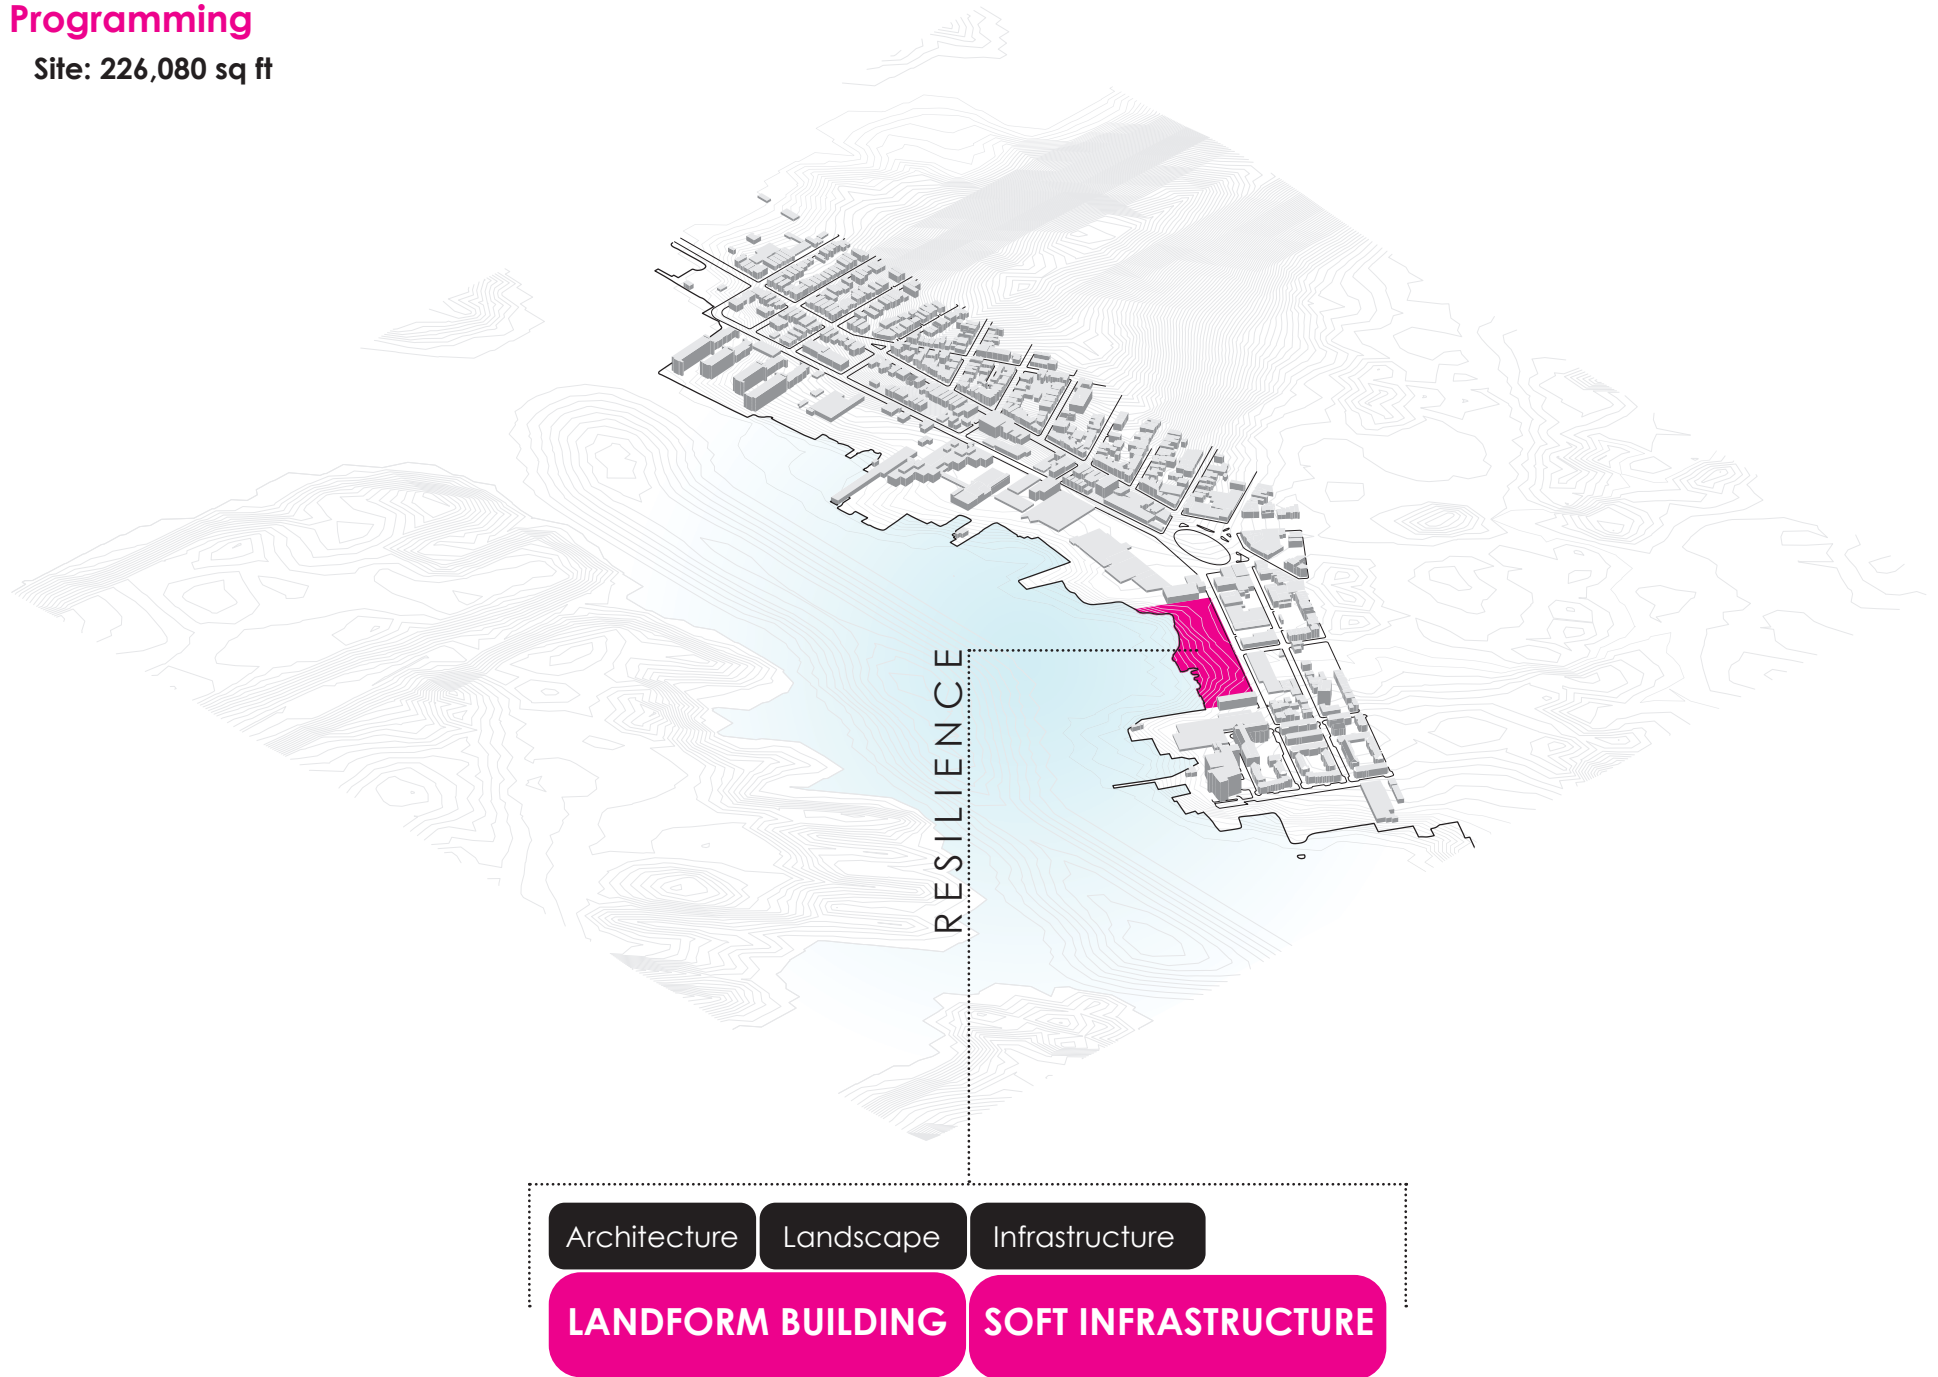 Programming
Site: 226,080 sq ft
RESILIENCE
Architecture
Landscape
Infrastructure
LANDFORM BUILDING
SOFT INFRASTRUCTURE